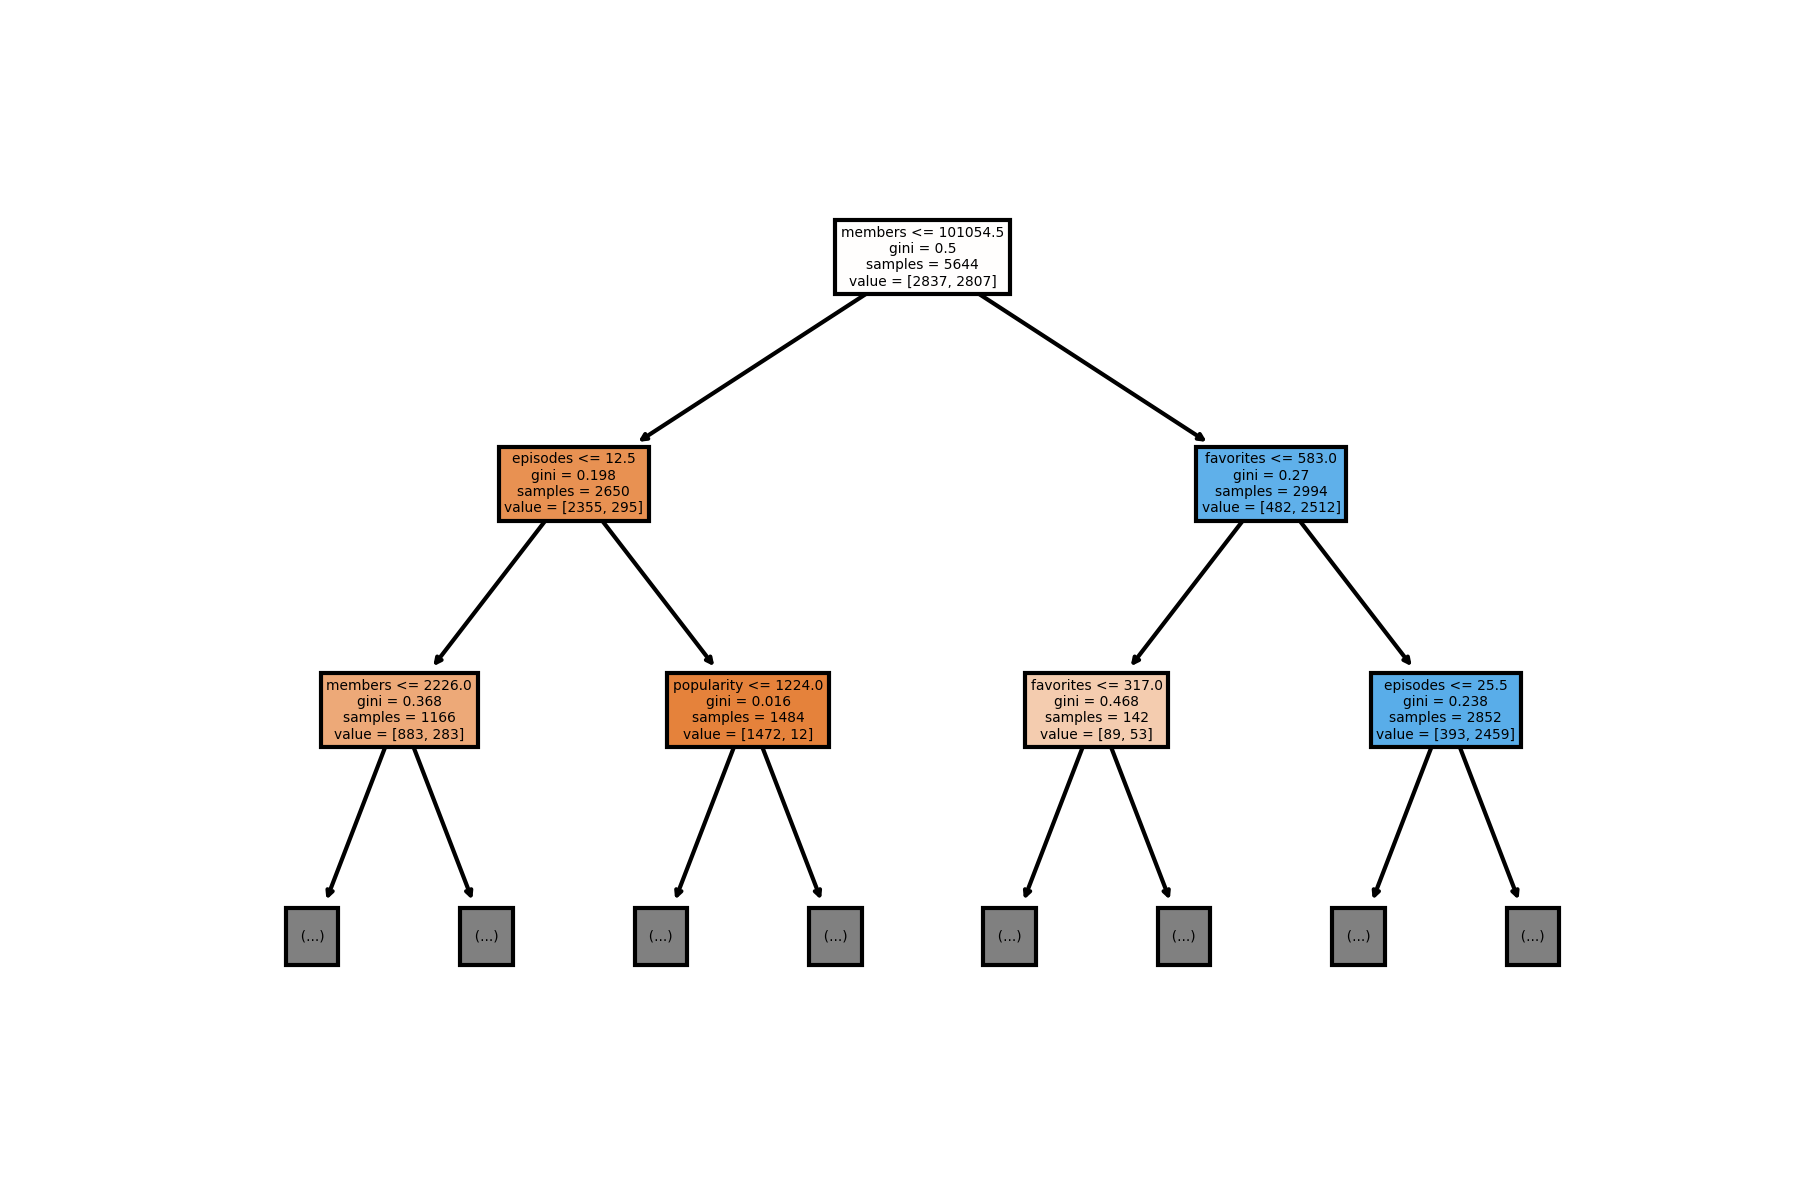 members <= 101054.5
gini = 0.5
samples = 5644
value = [2837, 2807]
episodes <= 12.5
gini = 0.198
samples = 2650
value = [2355, 295]
favorites <= 583.0
gini = 0.27
samples = 2994
value = [482, 2512]
members <= 2226.0
gini = 0.368
samples = 1166
value = [883, 283]
popularity <= 1224.0
gini = 0.016
samples = 1484
value = [1472, 12]
favorites <= 317.0
gini = 0.468
samples = 142
value = [89, 53]
episodes <= 25.5
gini = 0.238
samples = 2852
value = [393, 2459]
(...)
(...)
(...)
(...)
(...)
(...)
(...)
(...)